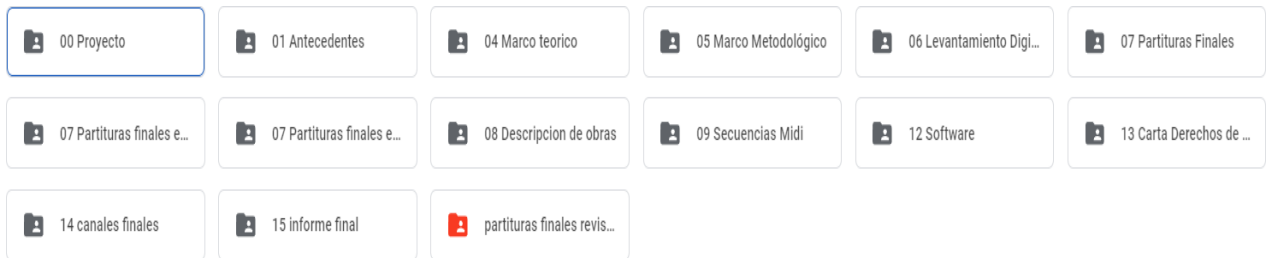 00 Proyecto
01 Antecedentes
04 Marco teorico
05 Marco Metodológico
06 Levantamiento Digi...
07 Partituras Finales
07 Partituras finales e...
07 Partituras finales e...
08 Descripcion de obras
09 Secuencias Midi
12 Software
13 Carta Derechos de ...
14 canales finales
15 informe final
partituras finales revis...